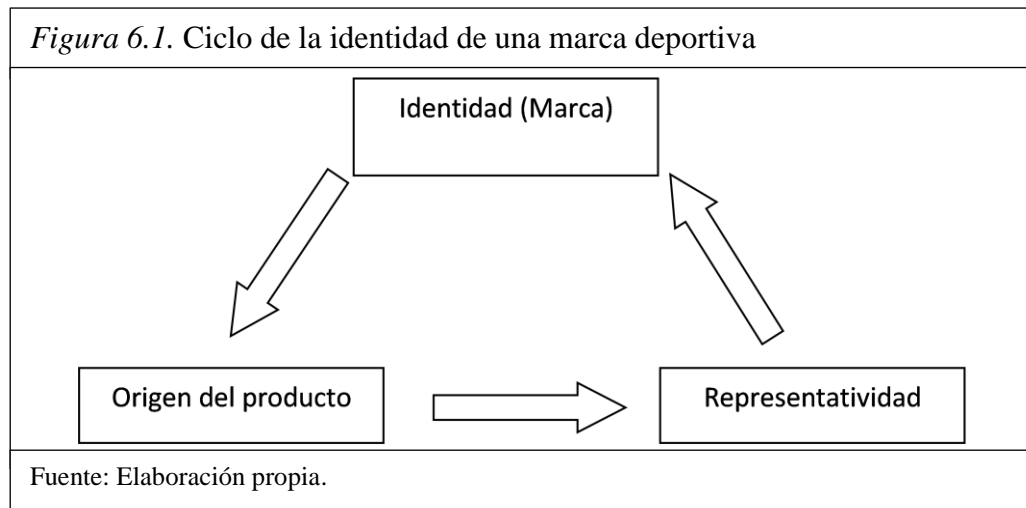 Figura 6.1. Ciclo de la identidad de una marca deportiva
Identidad (Marca)
Origen del producto
Representatividad
Fuente: Elaboración propia.